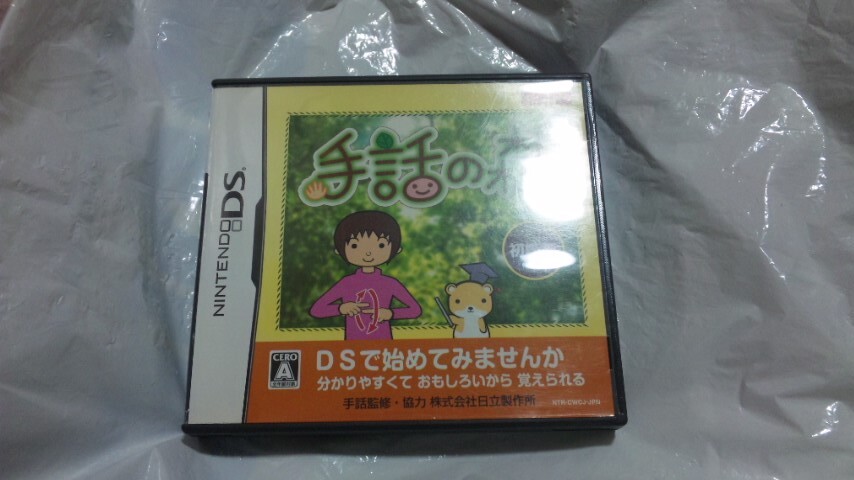 手話の
初
NINTENDO DS
CERO
A
DSで始めてみませんか
分かりやすくて おもしろいから 覚えられる
手話監修・協力 株式会社日立製作所